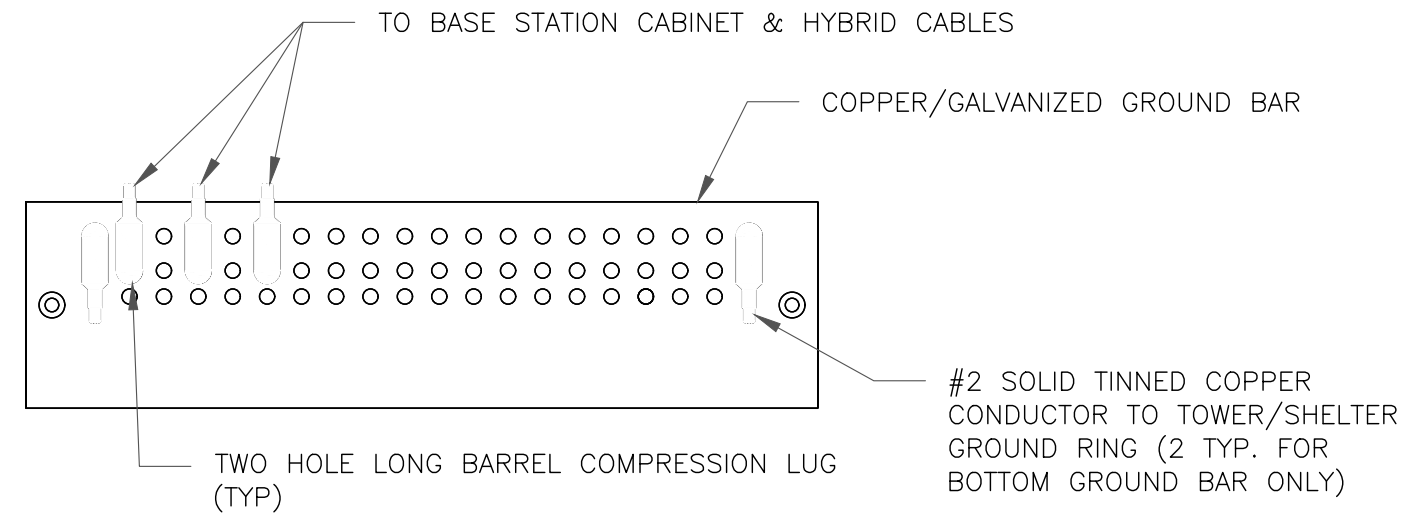 TO BASE STATION CABINET & HYBRID CABLES
COPPER/GALVANIZED GROUND BAR
#2 SOLID TINNED COPPER
CONDUCTOR TO TOWER/SHELTER
GROUND RING (2 TYP. FOR
BOTTOM GROUND BAR ONLY)
TWO HOLE LONG BARREL COMPRESSION LUG
(TYP)